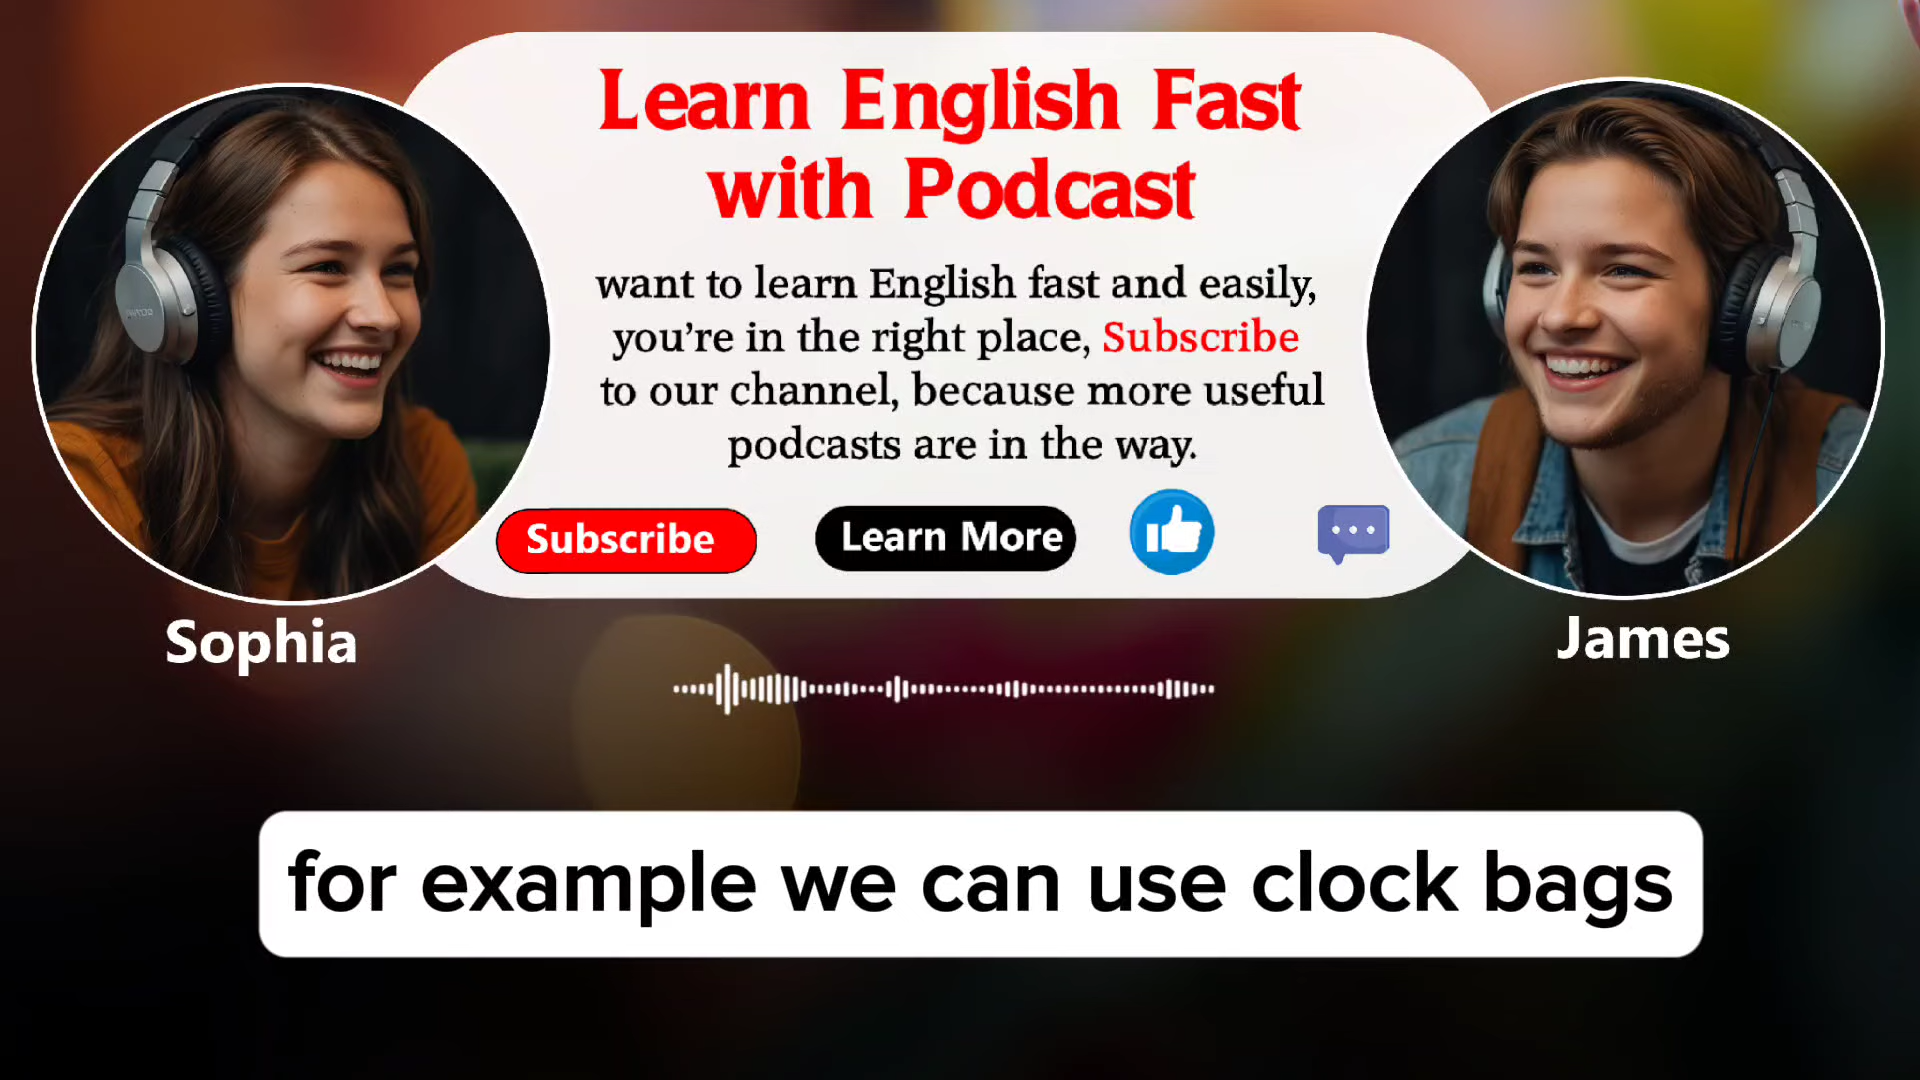 Learn English Fast
with Podcast
want to learn English fast and easily,
you're in the right place, Subscribe
to our channel, because more useful
podcasts are in the way.
Subscribe
Learn More
Sophia
James
for example we can use clock bags